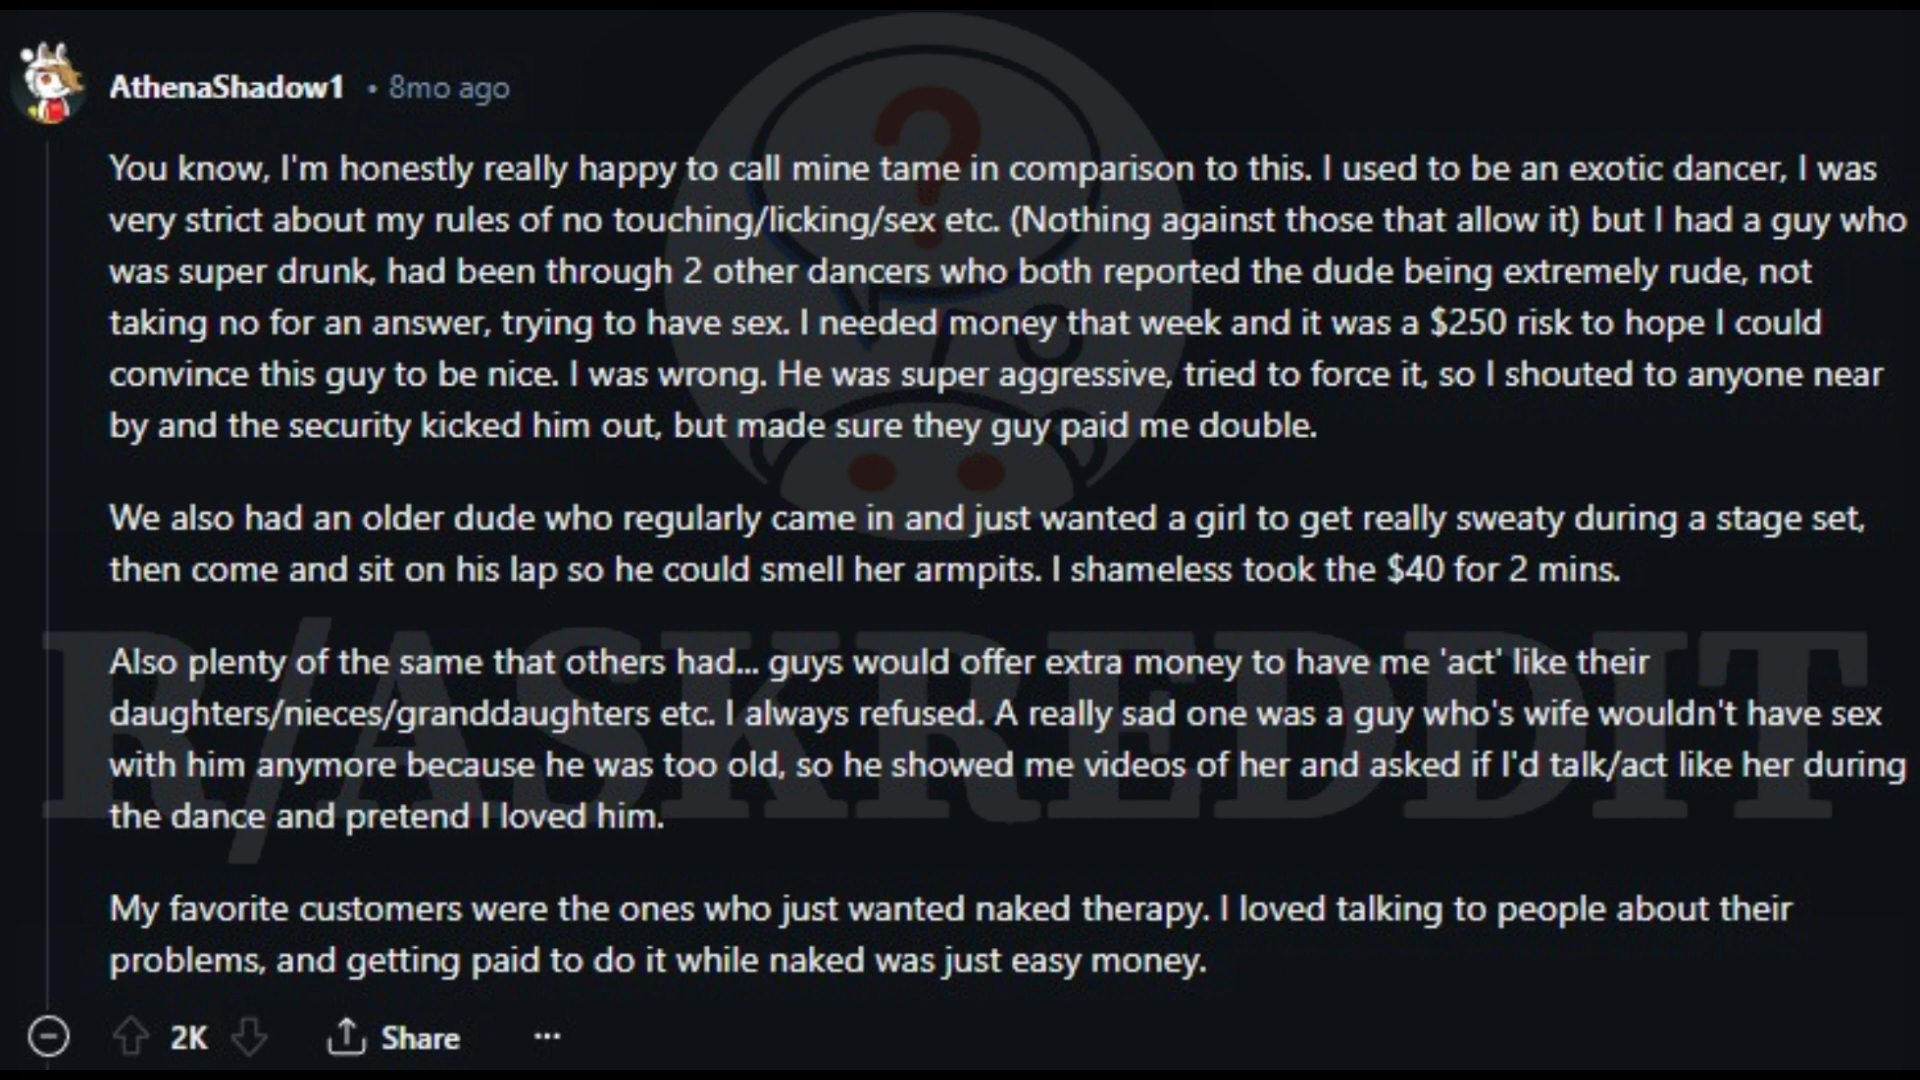 AthenaShadow1 • 8mo ago
You know, I'm honestly really happy to call mine tame in comparison to this. I used to be an exotic dancer, I was
very strict about my rules of no touching/licking/sex etc. (Nothing against those that allow it) but I had a guy who
was super drunk, had been through 2 other dancers who both reported the dude being extremely rude, not
taking no for an answer, trying to have sex. I needed money that week and it was a $250 risk to hope I could
convince this guy to be nice. I was wrong. He was super aggressive, tried to force it, so I shouted to anyone near
by and the security kicked him out, but made sure they guy paid me double.
We also had an older dude who regularly came in and just wanted a girl to get really sweaty during a stage set,
then come and sit on his lap so he could smell her armpits. I shameless took the $40 for 2 mins.
Also plenty of the same that others had... guys would offer extra money to have me 'act' like their
daughters/nieces/granddaughters etc. I always refused. A really sad one was a guy who's wife wouldn't have sex
with him anymore because he was too old, so he showed me videos of her and asked if I'd talk/act like her during
the dance and pretend I loved him.
My favorite customers were the ones who just wanted naked therapy. I loved talking to people about their
problems, and getting paid to do it while naked was just easy money.
2K Share ...
R/ASKREDDIT